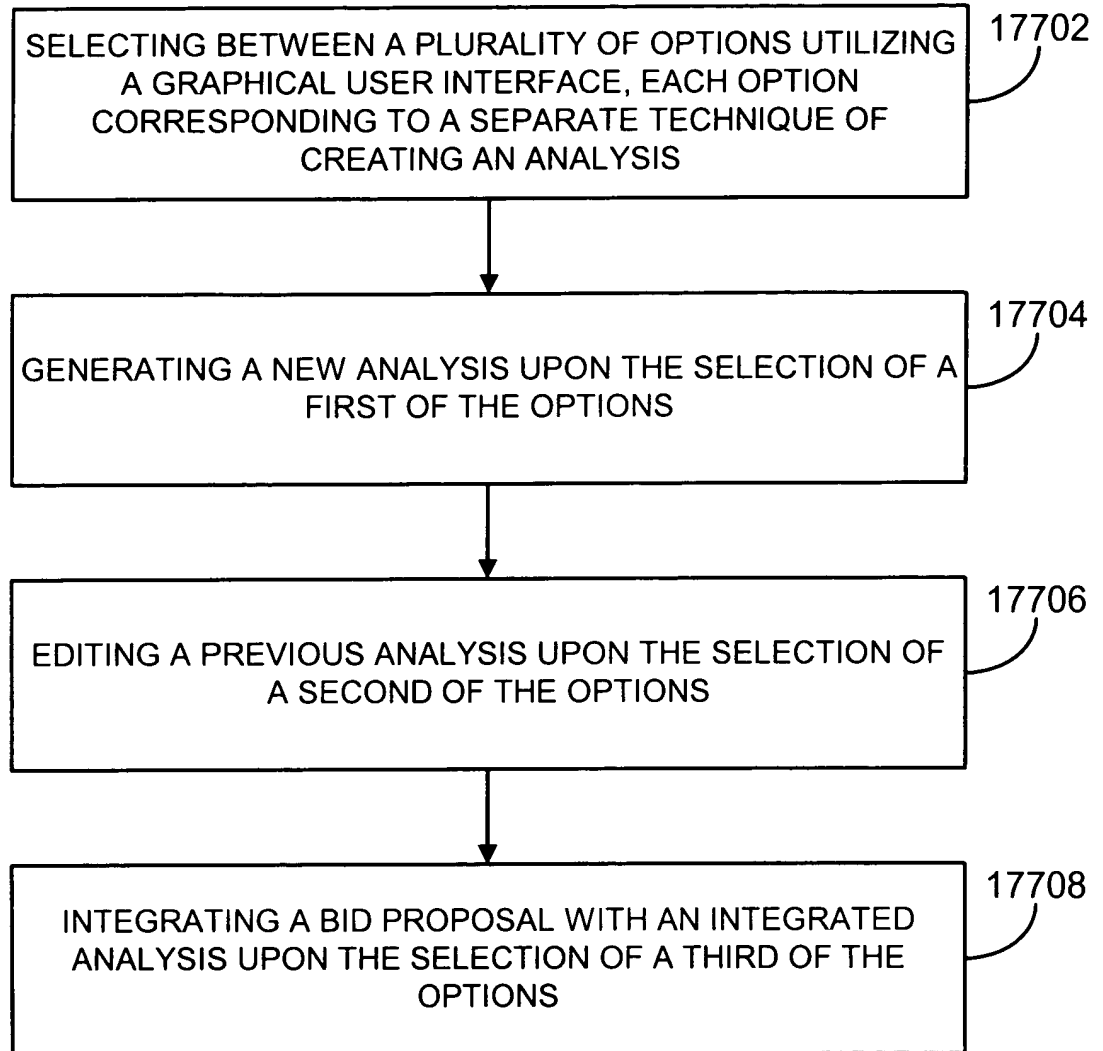 17702
SELECTING BETWEEN A PLURALITY OF OPTIONS UTILIZING
A GRAPHICAL USER INTERFACE, EACH OPTION
CORRESPONDING TO A SEPARATE TECHNIQUE OF
CREATING AN ANALYSIS
17704
GENERATING A NEW ANALYSIS UPON THE SELECTION OF A
FIRST OF THE OPTIONS
17706
EDITING A PREVIOUS ANALYSIS UPON THE SELECTION OF
A SECOND OF THE OPTIONS
17708
INTEGRATING A BID PROPOSAL WITH AN INTEGRATED
ANALYSIS UPON THE SELECTION OF A THIRD OF THE
OPTIONS